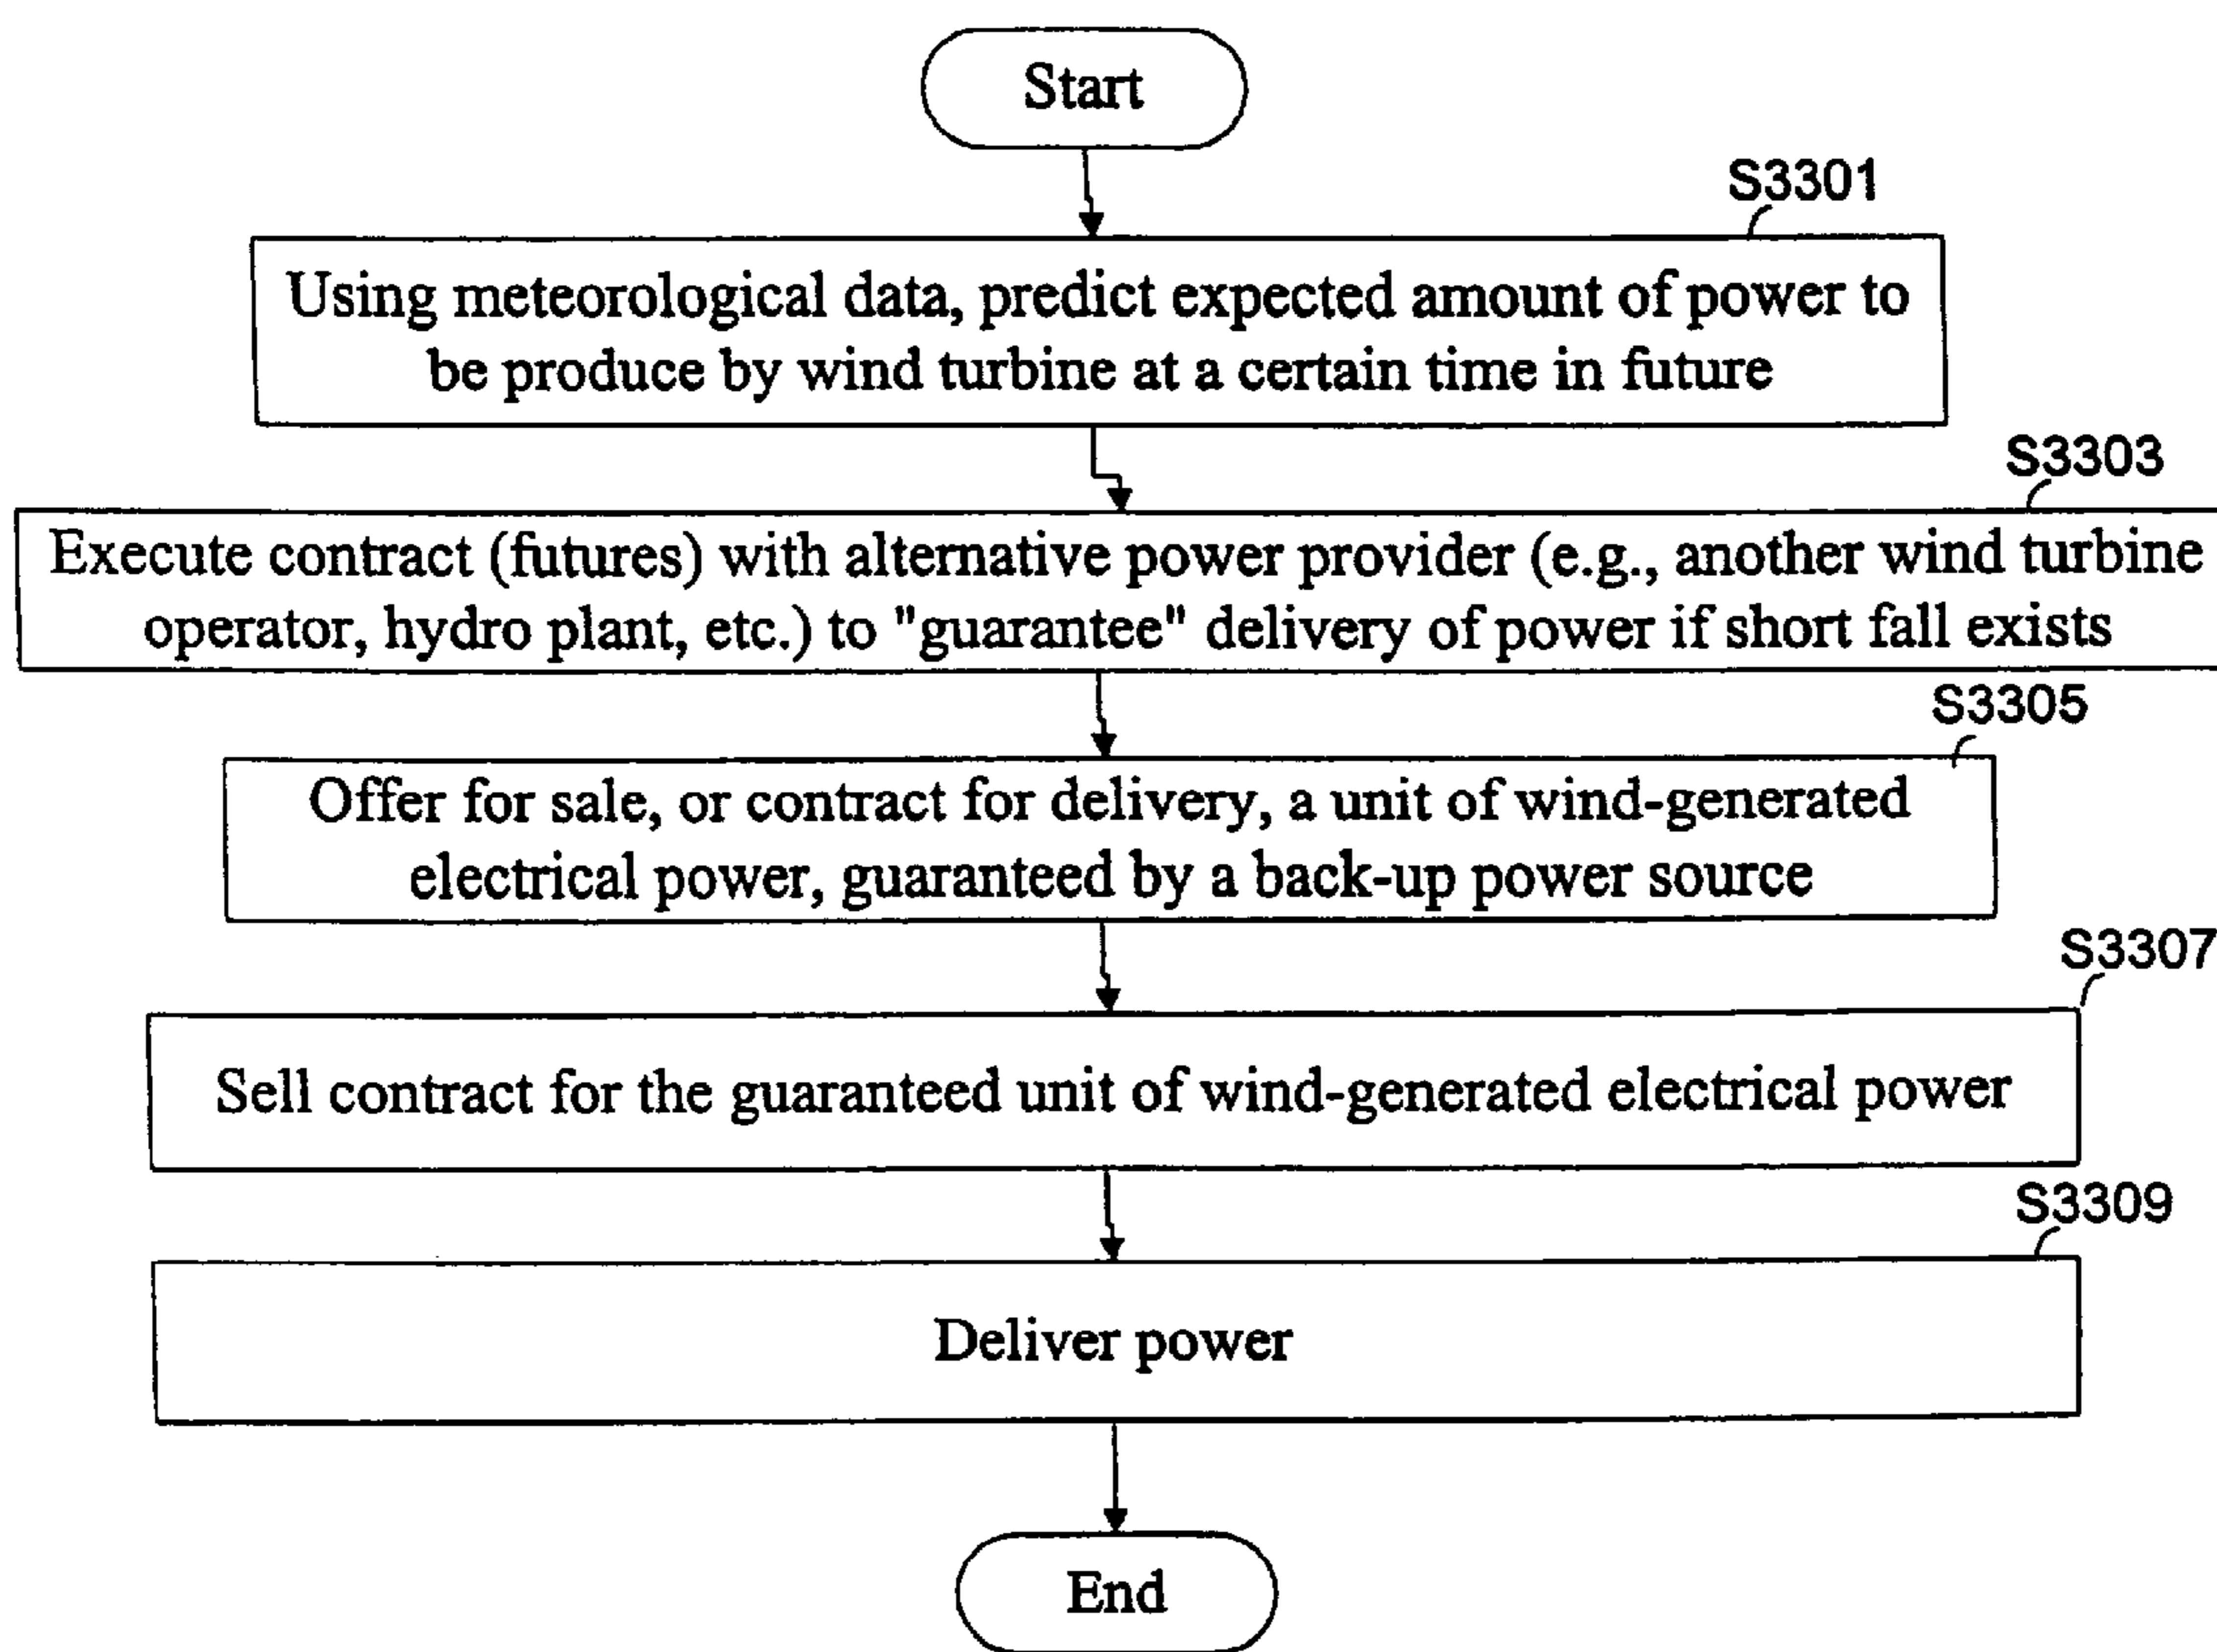 Start
S3301
Using meteorological data, predict expected amount of power to
be produce by wind turbine at a certain time in future
S3303
Execute contract (futures) with alternative power provider (e.g., another wind turbine
operator, hydro plant, etc.) to "guarantee" delivery of power if short fall exists
S3305
Offer for sale, or contract for delivery, a unit of wind-generated
electrical power, guaranteed by a back-up power source
S3307
Sell contract for the guaranteed unit of wind-generated electrical power
S3309
Deliver power
End